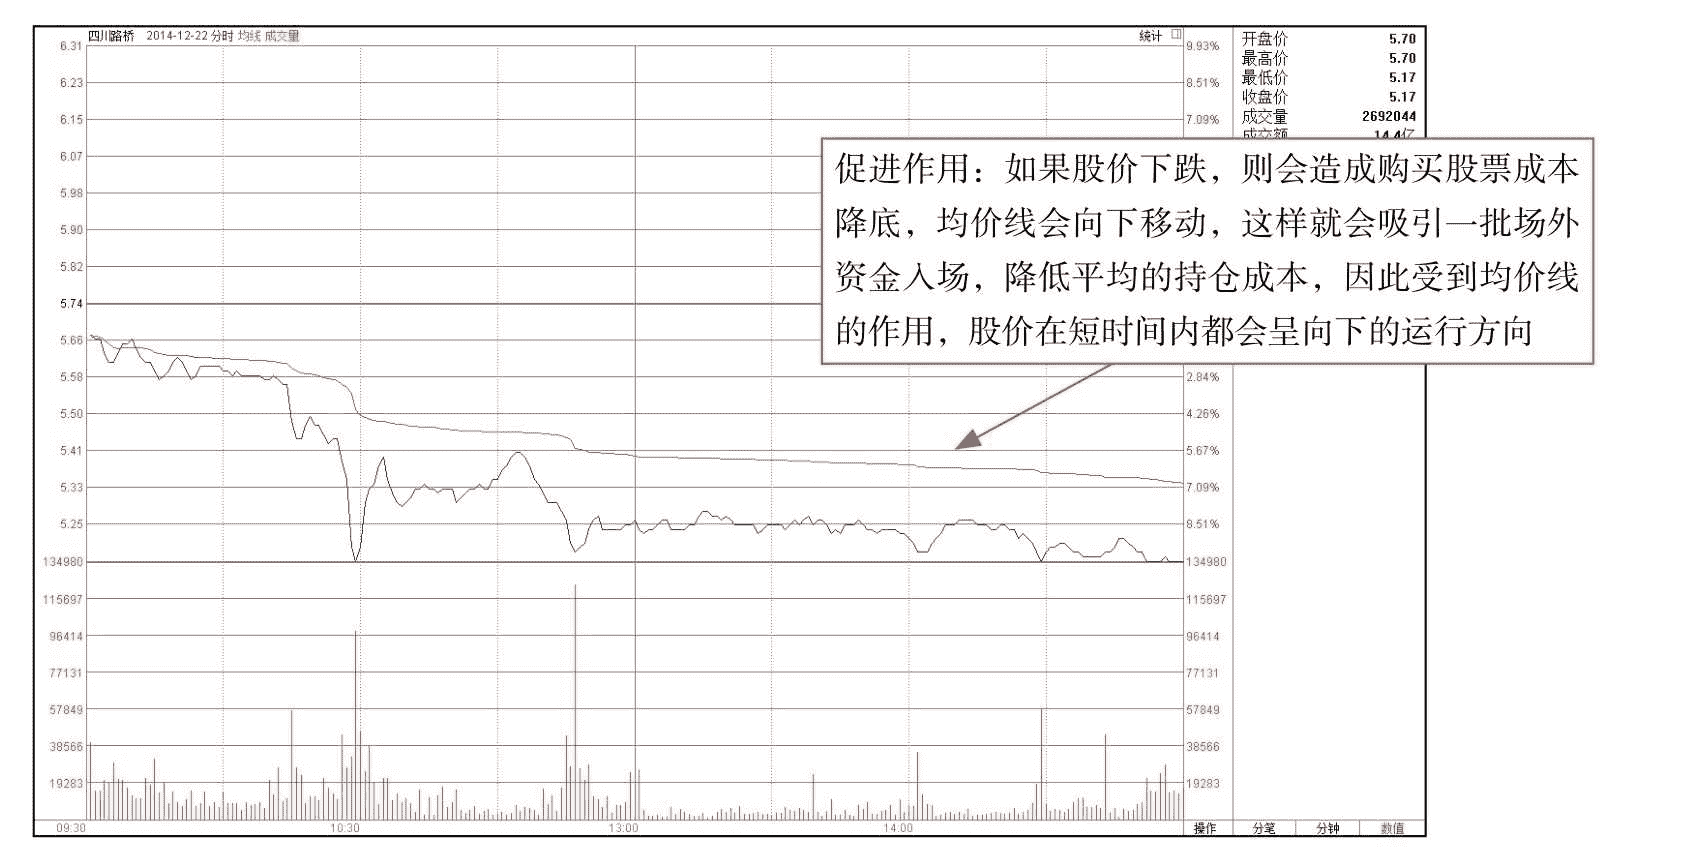 四川路桥 2014-12-22 分时 均线 成交量 统计
6.31 9.93%
6.23 8.51%
6.15 7.09%
6.07
5.98
5.90
5.82
5.74
5.66
5.58 2.84%
5.50 4.26%
5.41 5.67%
5.33 7.09%
5.25 8.51%
134980 134980
115697 115697
96414 96414
77131 77131
57849 57849
38566 38566
19283 19283
09:30 10:30 13:00 14:00
开盘价 5.70
最高价 5.70
最低价 5.17
收盘价 5.17
成交量 2692044
成交额 14.4亿
促进作用：如果股价下跌，则会造成购买股票成本
降底，均价线会向下移动，这样就会吸引一批场外
资金入场，降低平均的持仓成本，因此受到均价线
的作用，股价在短时间内都会呈向下的运行方向
操作 分笔 分钟 数值